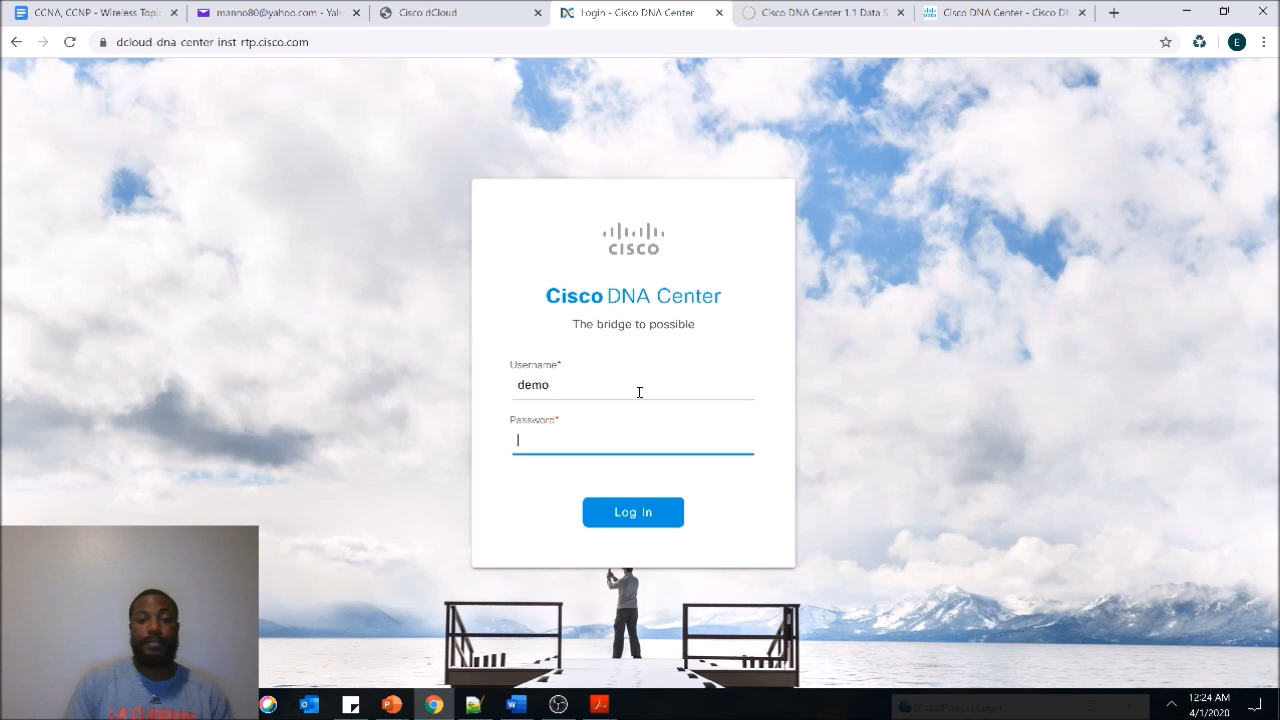 CCNA, CCNP - Wireless Topi
manno80@yahoo.com - Yah
Cisco dCloud
Login - Cisco DNA Center
Cisco DNA Center 1.1 Data S
Cisco DNA Center - Cisco D
dcloud dna center inst rtp.cisco.com
E
CISCO
Cisco DNA Center
The bridge to possible
Username*
demo
Password*
Log In
12:24 AM
4/1/2020